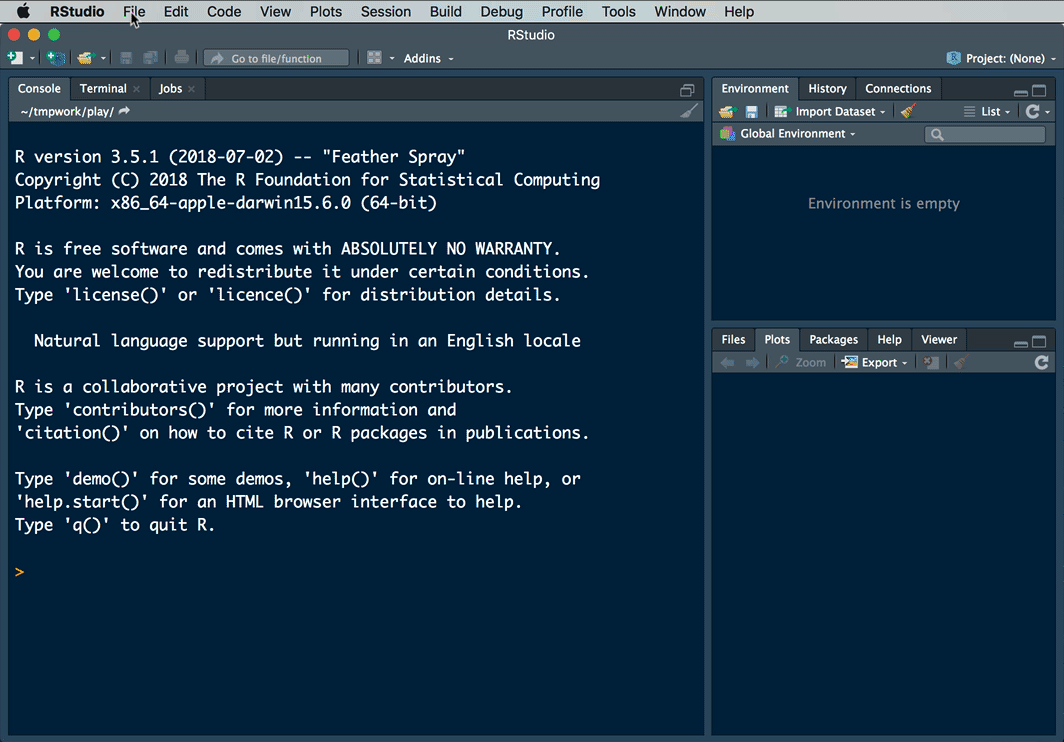 RStudio File Edit Code View Plots Session Build Debug Profile Tools Window Help
RStudio
Go to file/function Addins Project: (None)
Console Terminal Jobs
~/tmpwork/play/
R version 3.5.1 (2018-07-02) -- "Feather Spray"
Copyright (C) 2018 The R Foundation for Statistical Computing
Platform: x86_64-apple-darwin15.6.0 (64-bit)
R is free software and comes with ABSOLUTELY NO WARRANTY.
You are welcome to redistribute it under certain conditions.
Type 'license()' or 'licence()' for distribution details.
Natural language support but running in an English locale
R is a collaborative project with many contributors.
Type 'contributors()' for more information and
'citation()' on how to cite R or R packages in publications.
Type 'demo()' for some demos, 'help()' for on-line help, or
'help.start()' for an HTML browser interface to help.
Type 'q()' to quit R.
>
Environment History Connections
Import Dataset List
Global Environment
Environment is empty
Files Plots Packages Help Viewer
Zoom Export